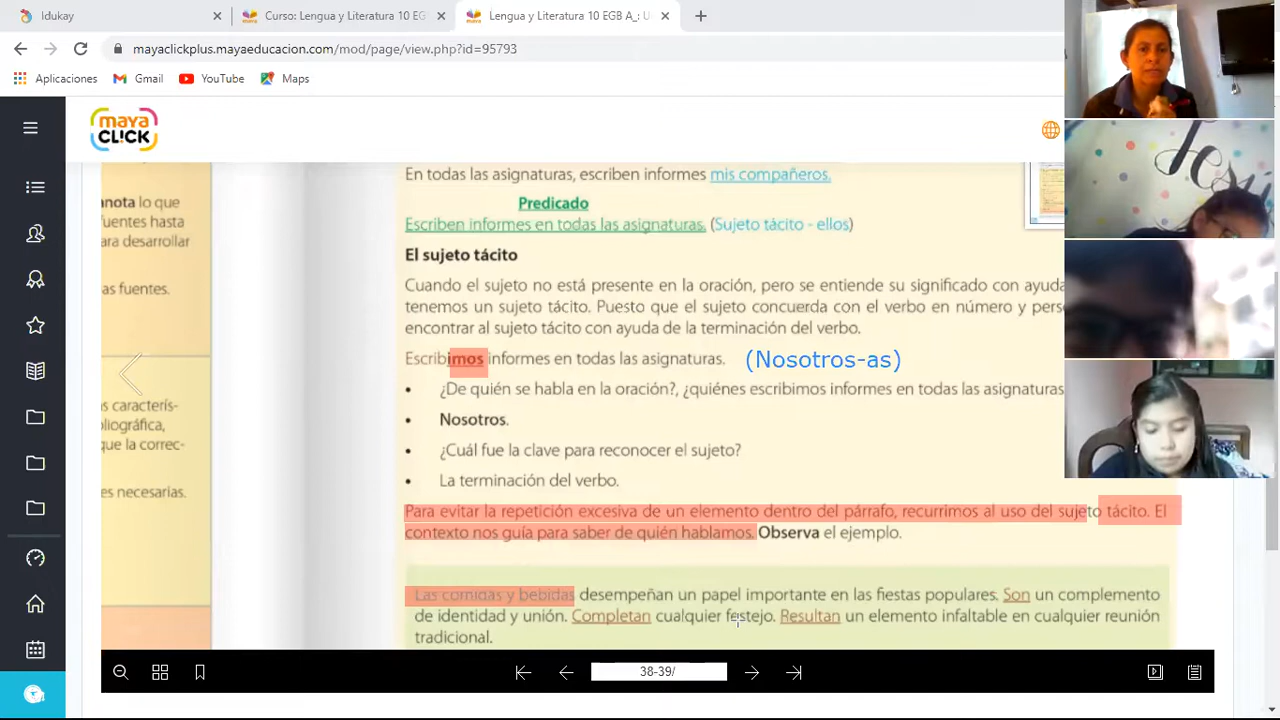 Idukay
Curso: Lengua y Literatura 10 EG
Lengua y Literatura 10 EGB A_: U
mayaclickplus.mayaeducacion.com/mod/page/view.php?id=95793
Aplicaciones
Gmail
YouTube
Maps
maya
CL!CK
anota lo que
fuentes hasta
ara desarrollar
as fuentes.
as caracterís-
bliográfica,
que la correc-
es necesarias.
En todas las asignaturas, escriben informes mis compañeros.
Predicado
Escriben informes en todas las asignaturas. (Sujeto tácito - ellos)
El sujeto tácito
Cuando el sujeto no está presente en la oración, pero se entiende su significado con ayuda
tenemos un sujeto tácito. Puesto que el sujeto concuerda con el verbo en número y pers
encontrar al sujeto tácito con ayuda de la terminación del verbo.
Escribimos informes en todas las asignaturas. (Nosotros-as)
• ¿De quién se habla en la oración?, ¿quiénes escribimos informes en todas las asignaturas
• Nosotros.
• ¿Cuál fue la clave para reconocer el sujeto?
• La terminación del verbo.
Para evitar la repetición excesiva de un elemento dentro del párrafo, recurrimos al uso del sujeto tácito. El
contexto nos guía para saber de quién hablamos. Observa el ejemplo.
Las comidas y bebidas desempeñan un papel importante en las fiestas populares. Son un complemento
de identidad y unión. Completan cualquier festejo. Resultan un elemento infaltable en cualquier reunión
tradicional.
38-39/